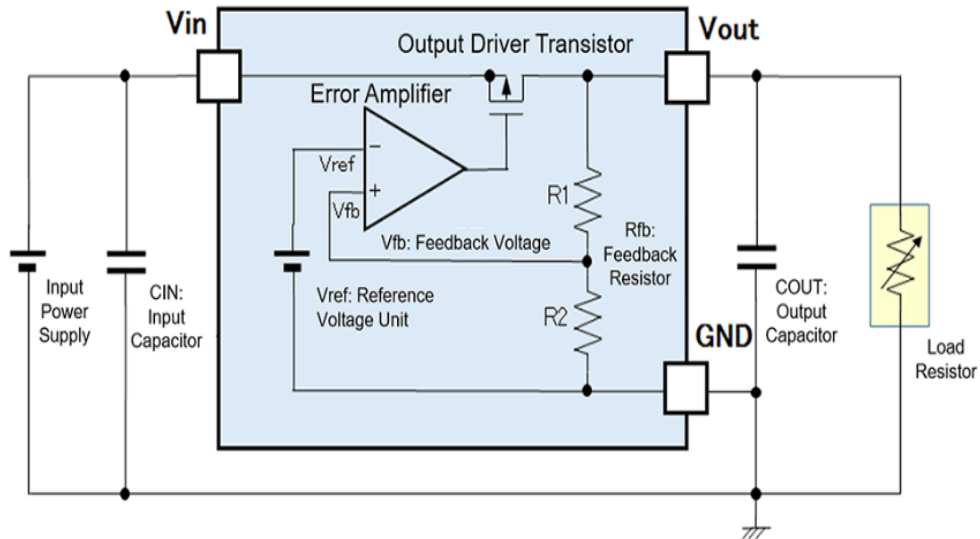 Vin
Vout
Output Driver Transistor
Error Amplifier
Vref
−
+
Vfb
R1
Vfb: Feedback Voltage
Rfb:
Feedback
Resistor
Vref: Reference
Voltage Unit
R2
GND
Input
Power
Supply
CIN:
Input
Capacitor
COUT:
Output
Capacitor
Load
Resistor